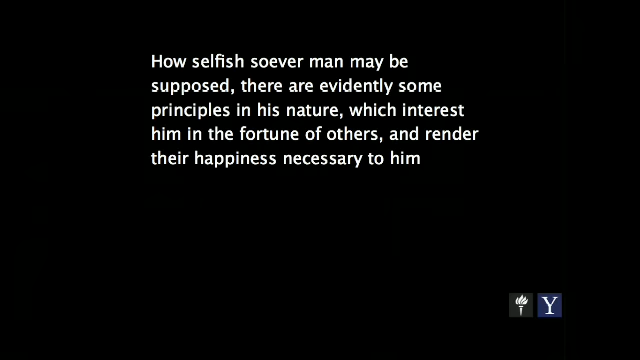 How selfish soever man may be
supposed, there are evidently some
principles in his nature, which interest
him in the fortune of others, and render
their happiness necessary to him
Y